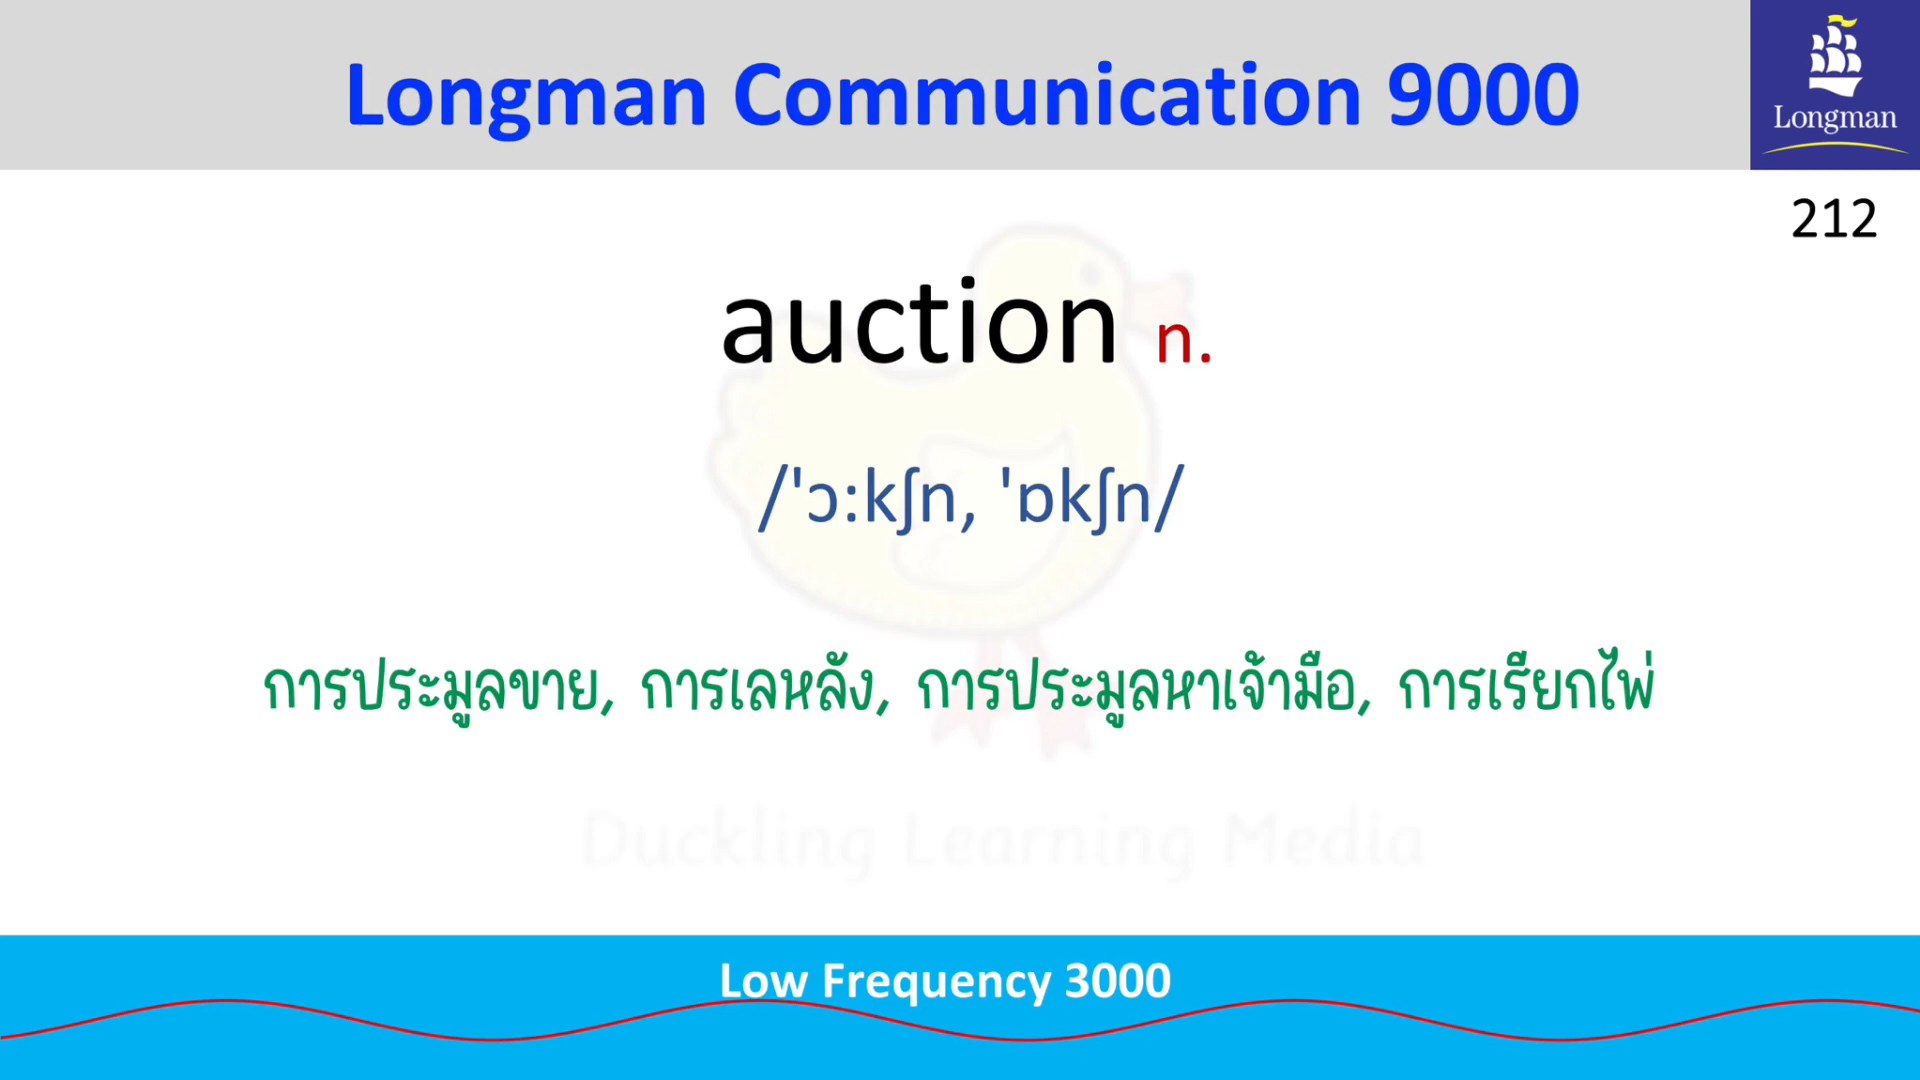 Longman Communication 9000
Longman
212
auction n.
/ˈɔːkʃn, ˈɒkʃn/
การประมูลขาย, การเลหลัง, การประมูลหาเจ้ามือ, การเรียกไพ่
Duckling Learning Media
Low Frequency 3000